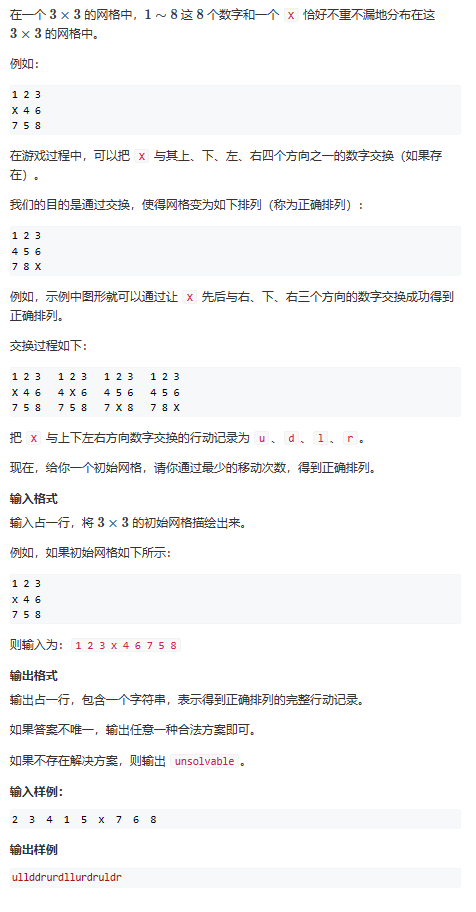 在一个 3 × 3 的网格中，1 ∼ 8 这 8 个数字和一个 X 恰好不重不漏地分布在这
3 × 3 的网格中。
例如：
1 2 3
X 4 6
7 5 8
在游戏过程中，可以把 X 与其上、下、左、右四个方向之一的数字交换（如果存
在）。
我们的目的是通过交换，使得网格变为如下排列（称为正确排列）：
1 2 3
4 5 6
7 8 X
例如，示例中图形就可以通过让 X 先后与右、下、右三个方向的数字交换成功得到
正确排列。
交换过程如下：
1 2 3   1 2 3   1 2 3   1 2 3
X 4 6   4 X 6   4 5 6   4 5 6
7 5 8   7 5 8   7 X 8   7 8 X
把 X 与上下左右方向数字交换的行动记录为 u 、 d 、 l 、 r 。
现在，给你一个初始网格，请你通过最少的移动次数，得到正确排列。
输入格式
输入占一行，将 3 × 3 的初始网格描绘出来。
例如，如果初始网格如下所示：
1 2 3
x 4 6
7 5 8
则输入为： 1 2 3 x 4 6 7 5 8
输出格式
输出占一行，包含一个字符串，表示得到正确排列的完整行动记录。
如果答案不唯一，输出任意一种合法方案即可。
如果不存在解决方案，则输出 unsolvable 。
输入样例：
2  3  4  1  5  x  7  6  8
输出样例
ullddrurdllurdruldr